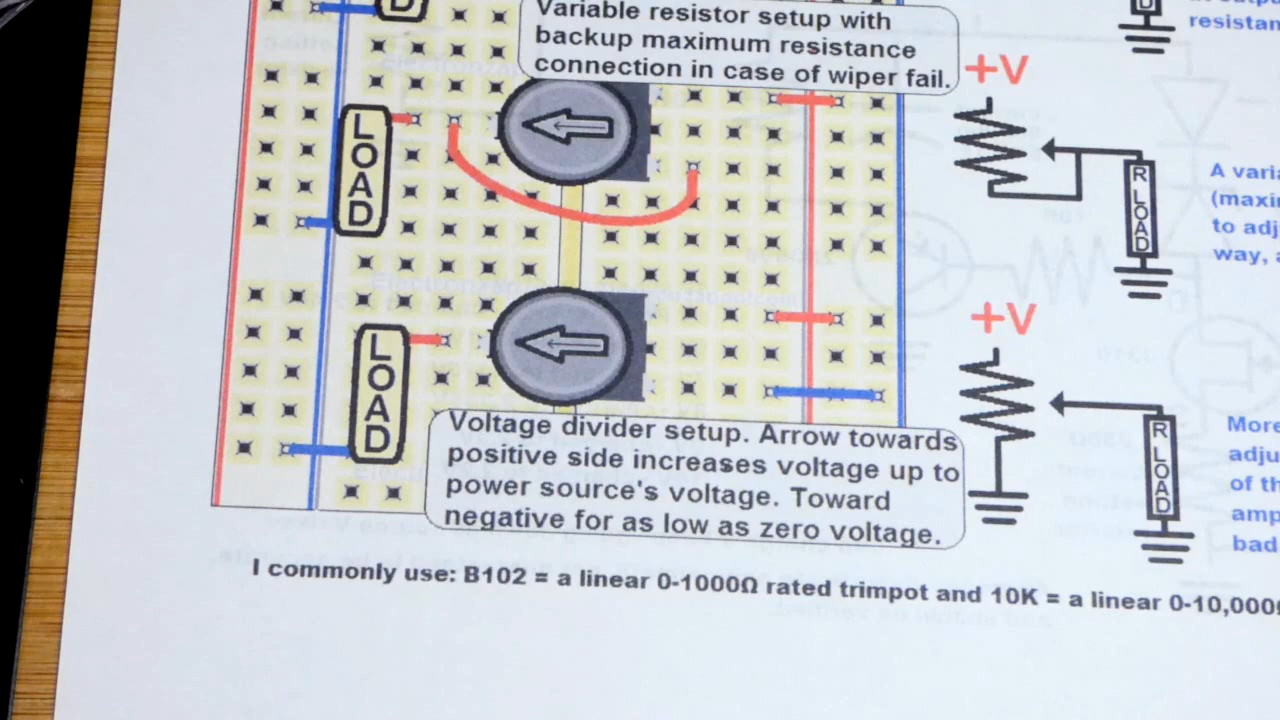 D
Variable resistor setup with
backup maximum resistance
connection in case of wiper fail.
resistan
+V
LOAD
R LOAD
A varia
(maxi
to adj
way, a
+V
LOAD
R LOAD
Voltage divider setup. Arrow towards
positive side increases voltage up to
power source's voltage. Toward
negative for as low as zero voltage.
More
adju
of th
amp
bad
I commonly use: B102 = a linear 0-1000Ω rated trimpot and 10K = a linear 0-10,000Ω